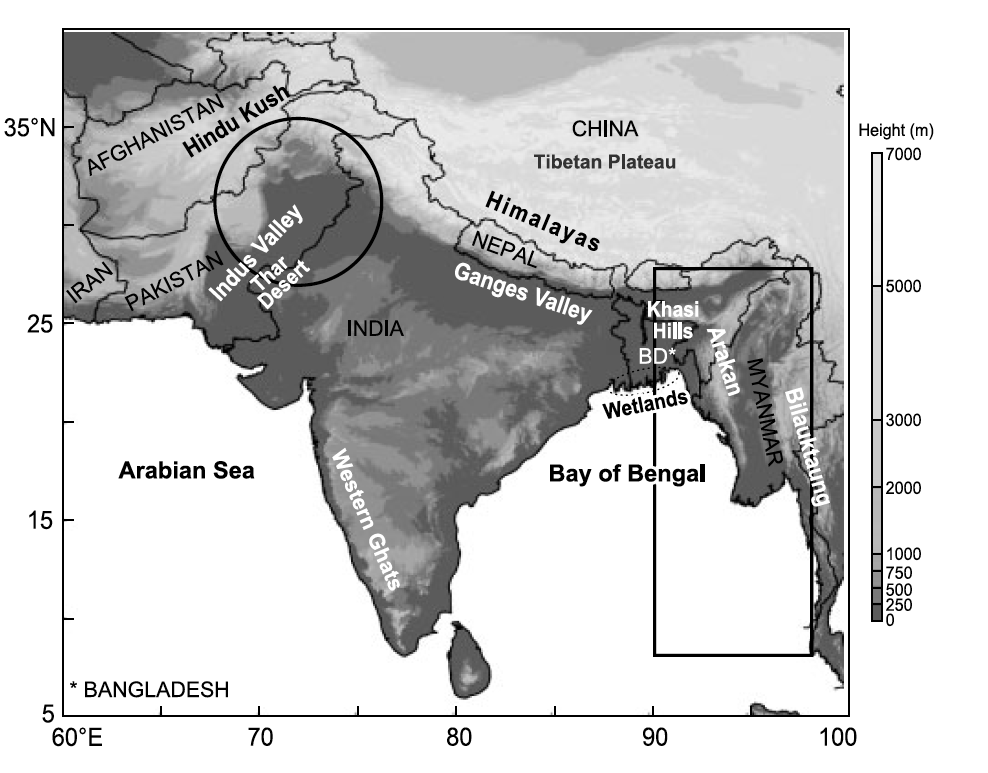 35°N
25
15
5
60°E
70
80
90
100
AFGHANISTAN
Hindu Kush
CHINA
Tibetan Plateau
Himalayas
NEPAL
IRAN
PAKISTAN
Indus Valley
Thar
Desert
Ganges Valley
INDIA
Khasi
Hills
BD*
Wetlands
Arakan
MYANMAR
Bilauktaung
Arabian Sea
Western Ghats
Bay of Bengal
* BANGLADESH
Height (m)
7000
5000
3000
2000
1000
750
500
250
0